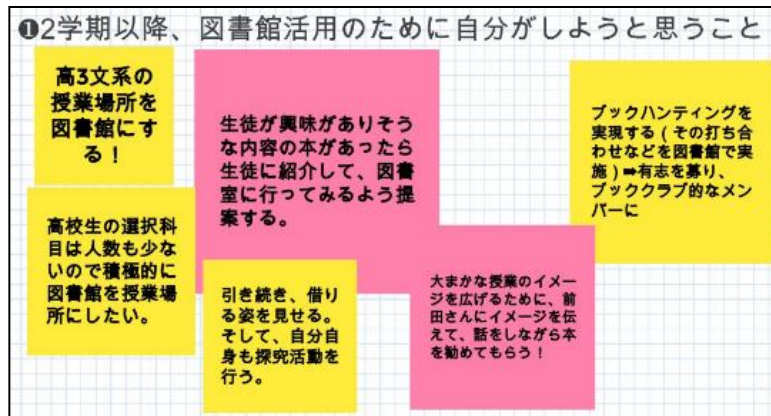 ❶2学期以降、図書館活用のために自分がしようと思うこと
高3文系の
授業場所を
図書館にす
る！
生徒が興味がありそう
な内容の本があったら
生徒に紹介して、図書
室に行ってみるよう提
案する。
ブックハンティングを
実現する（その打ち合
わせなどを図書館で実
施）➡有志を募り、
ブッククラブ的なメン
バーに
高校生の選択科
目は人数も少な
いので積極的に
図書館を授業場
所にしたい。
引き続き、借り
る姿を見せる。
そして、自分自
身も探究活動を
行う。
大まかな授業のイメー
ジを広げるために、前
田さんにイメージを伝
えて、話をしながら本
を勧めてもらう！